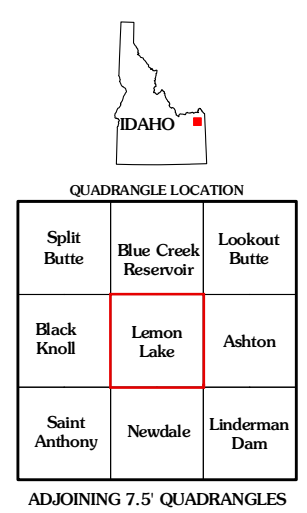 IDAHO
QUADRANGLE LOCATION
Split
Butte
Blue Creek
Reservoir
Lookout
Butte
Black
Knoll
Lemon
Lake
Ashton
Saint
Anthony
Newdale
Linderman
Dam
ADJOINING 7.5' QUADRANGLES